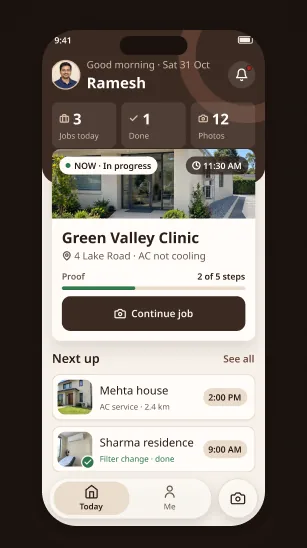 9:41
Good morning · Sat 31 Oct
Ramesh
3
Jobs today
1
Done
12
Photos
NOW · In progress
11:30 AM
Green Valley Clinic
4 Lake Road · AC not cooling
Proof
2 of 5 steps
Continue job
Next up
See all
Mehta house
AC service · 2.4 km
2:00 PM
Sharma residence
Filter change · done
9:00 AM
Today
Me